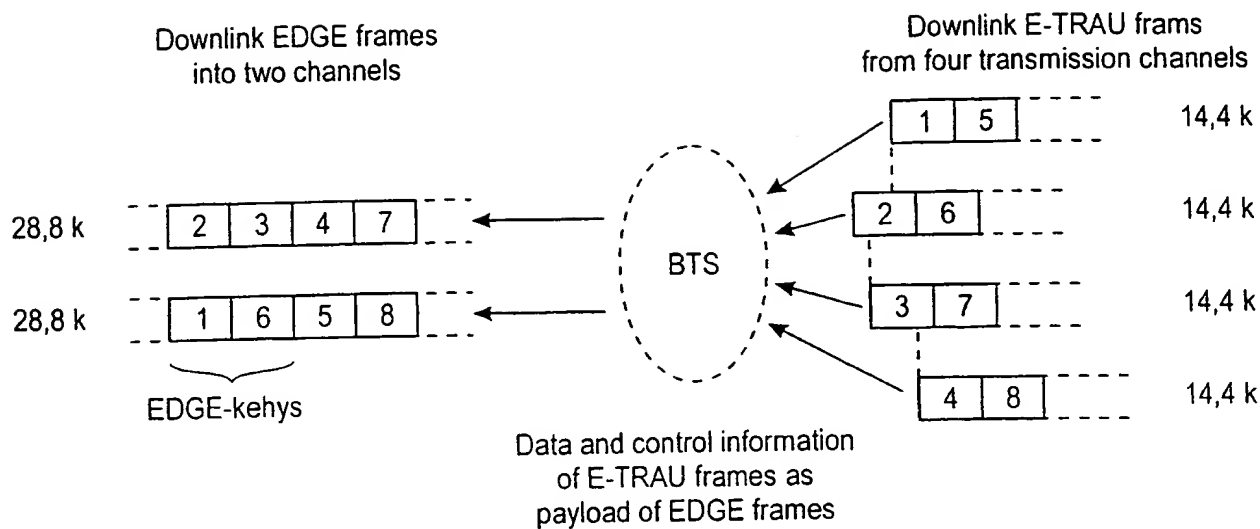 Downlink EDGE frames
into two channels
Downlink E-TRAU frams
from four transmission channels
1 5
14,4 k
2 6
14,4 k
28,8 k
2 3 4 7
BTS
3 7
14,4 k
28,8 k
1 6 5 8
4 8
14,4 k
EDGE-kehys
Data and control information
of E-TRAU frames as
payload of EDGE frames